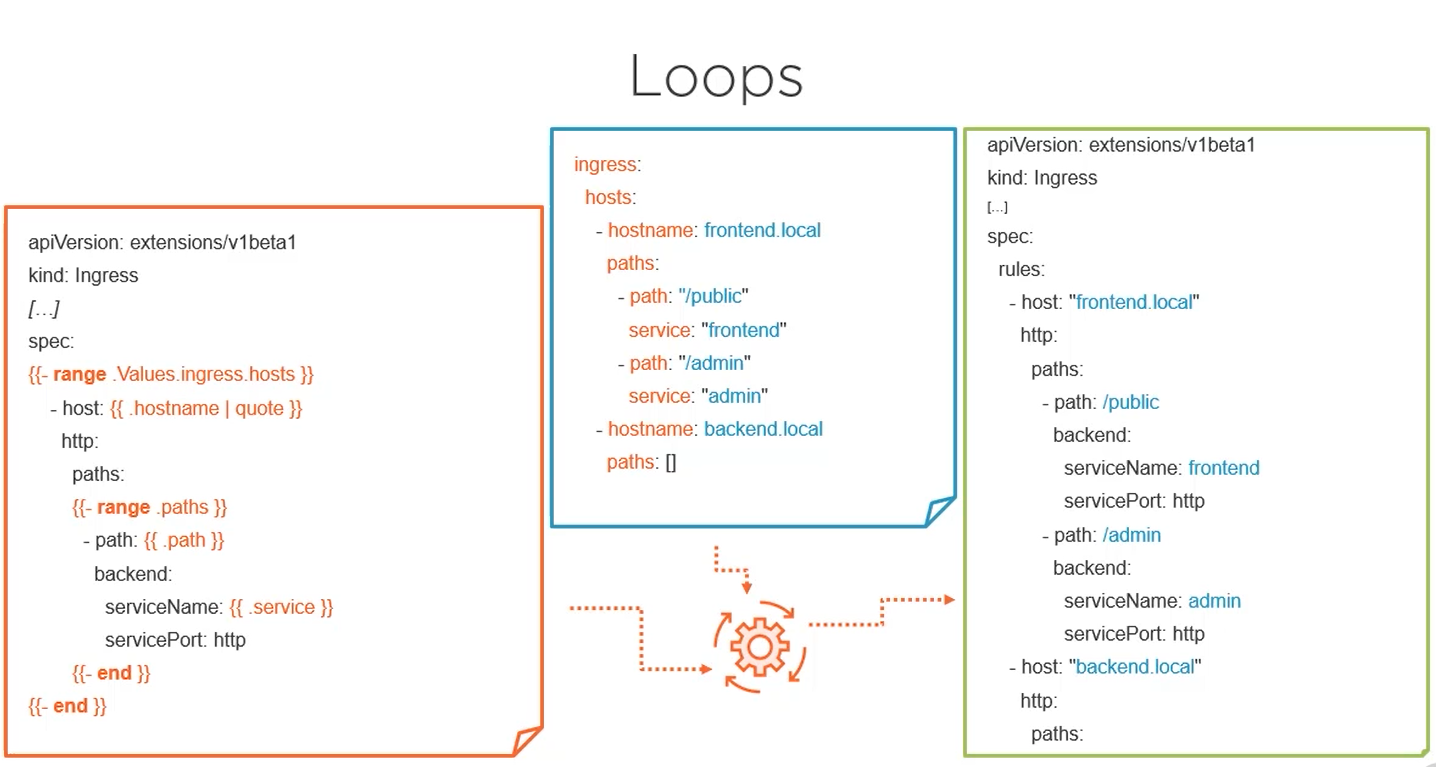 Loops
apiVersion: extensions/v1beta1
kind: Ingress
[...]
spec:
{{- range .Values.ingress.hosts }}
- host: {{ .hostname | quote }}
http:
paths:
{{- range .paths }}
- path: {{ .path }}
backend:
serviceName: {{ .service }}
servicePort: http
{{- end }}
{{- end }}
ingress:
hosts:
- hostname: frontend.local
paths:
- path: "/public"
service: "frontend"
- path: "/admin"
service: "admin"
- hostname: backend.local
paths: []
apiVersion: extensions/v1beta1
kind: Ingress
[...]
spec:
rules:
- host: "frontend.local"
http:
paths:
- path: /public
backend:
serviceName: frontend
servicePort: http
- path: /admin
backend:
serviceName: admin
servicePort: http
- host: "backend.local"
http:
paths: